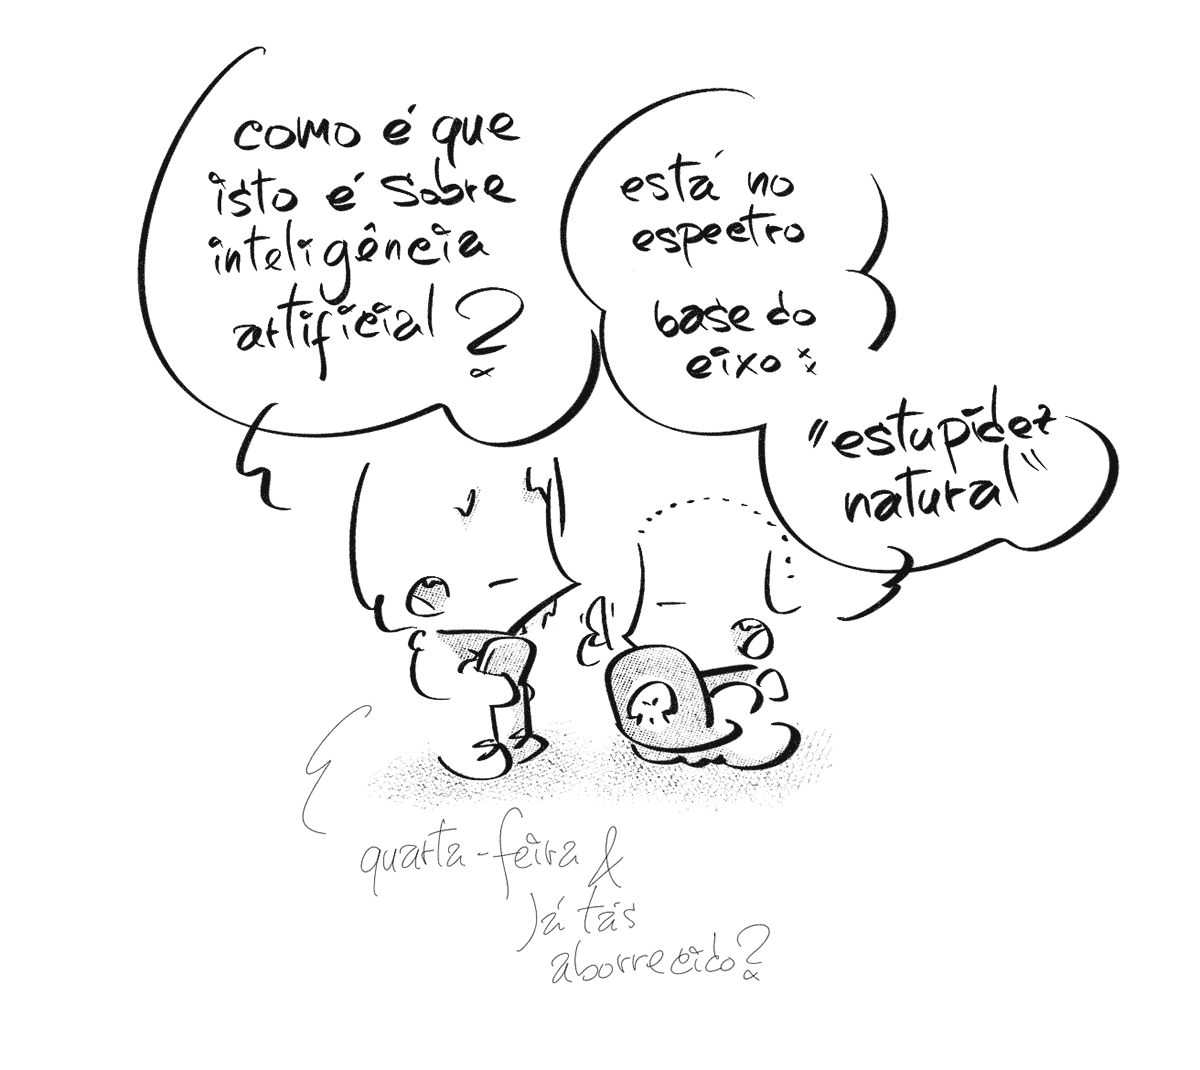 como é que
isto é sobre
inteligência
artificial?
está no
espectro
base do
eixo:
"estupidez
natural"
quarta-feira &
já tás
aborrecido?